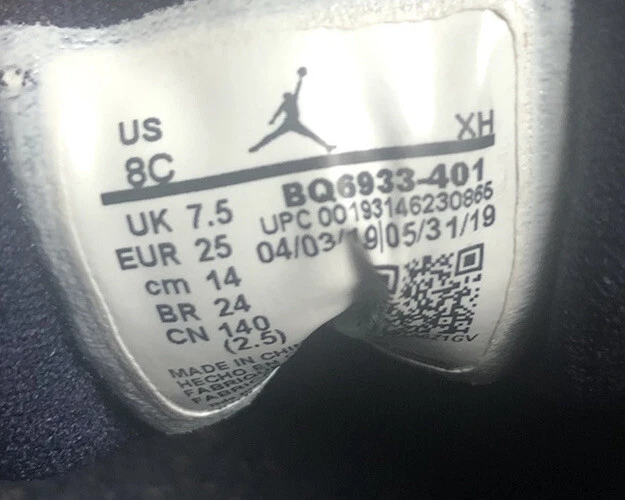 US
8C
XH
BQ6933-401
UPC 00193146230865
04/03/19|05/31/19
UK 7.5
EUR 25
cm 14
BR 24
CN 140
(2.5)
MADE IN
HECHO EN